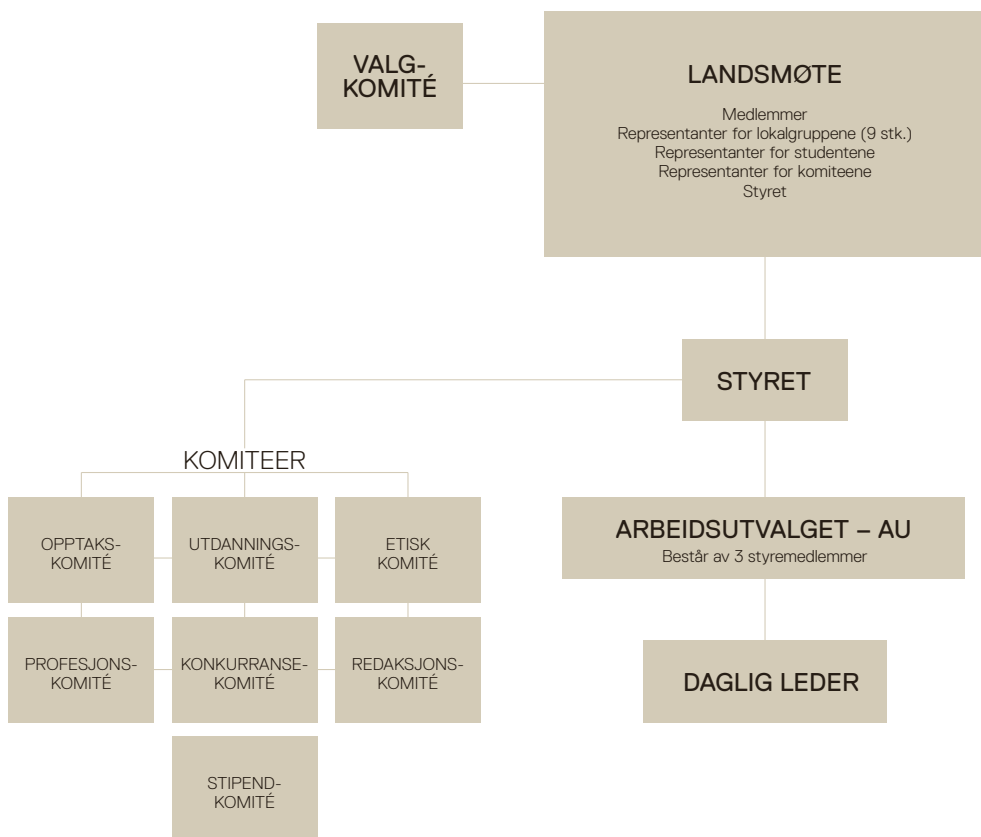 VALG-
KOMITÉ
LANDSMØTE
Medlemmer
Representanter for lokalgruppene (9 stk.)
Representanter for studentene
Representanter for komiteene
Styret
STYRET
KOMITEER
OPPTAKS-
KOMITÉ
UTDANNINGS-
KOMITÉ
ETISK
KOMITÉ
PROFESJONS-
KOMITÉ
KONKURRANSE-
KOMITÉ
REDAKSJONS-
KOMITÉ
STIPEND-
KOMITÉ
ARBEIDSUTVALGET – AU
Består av 3 styremedlemmer
DAGLIG LEDER